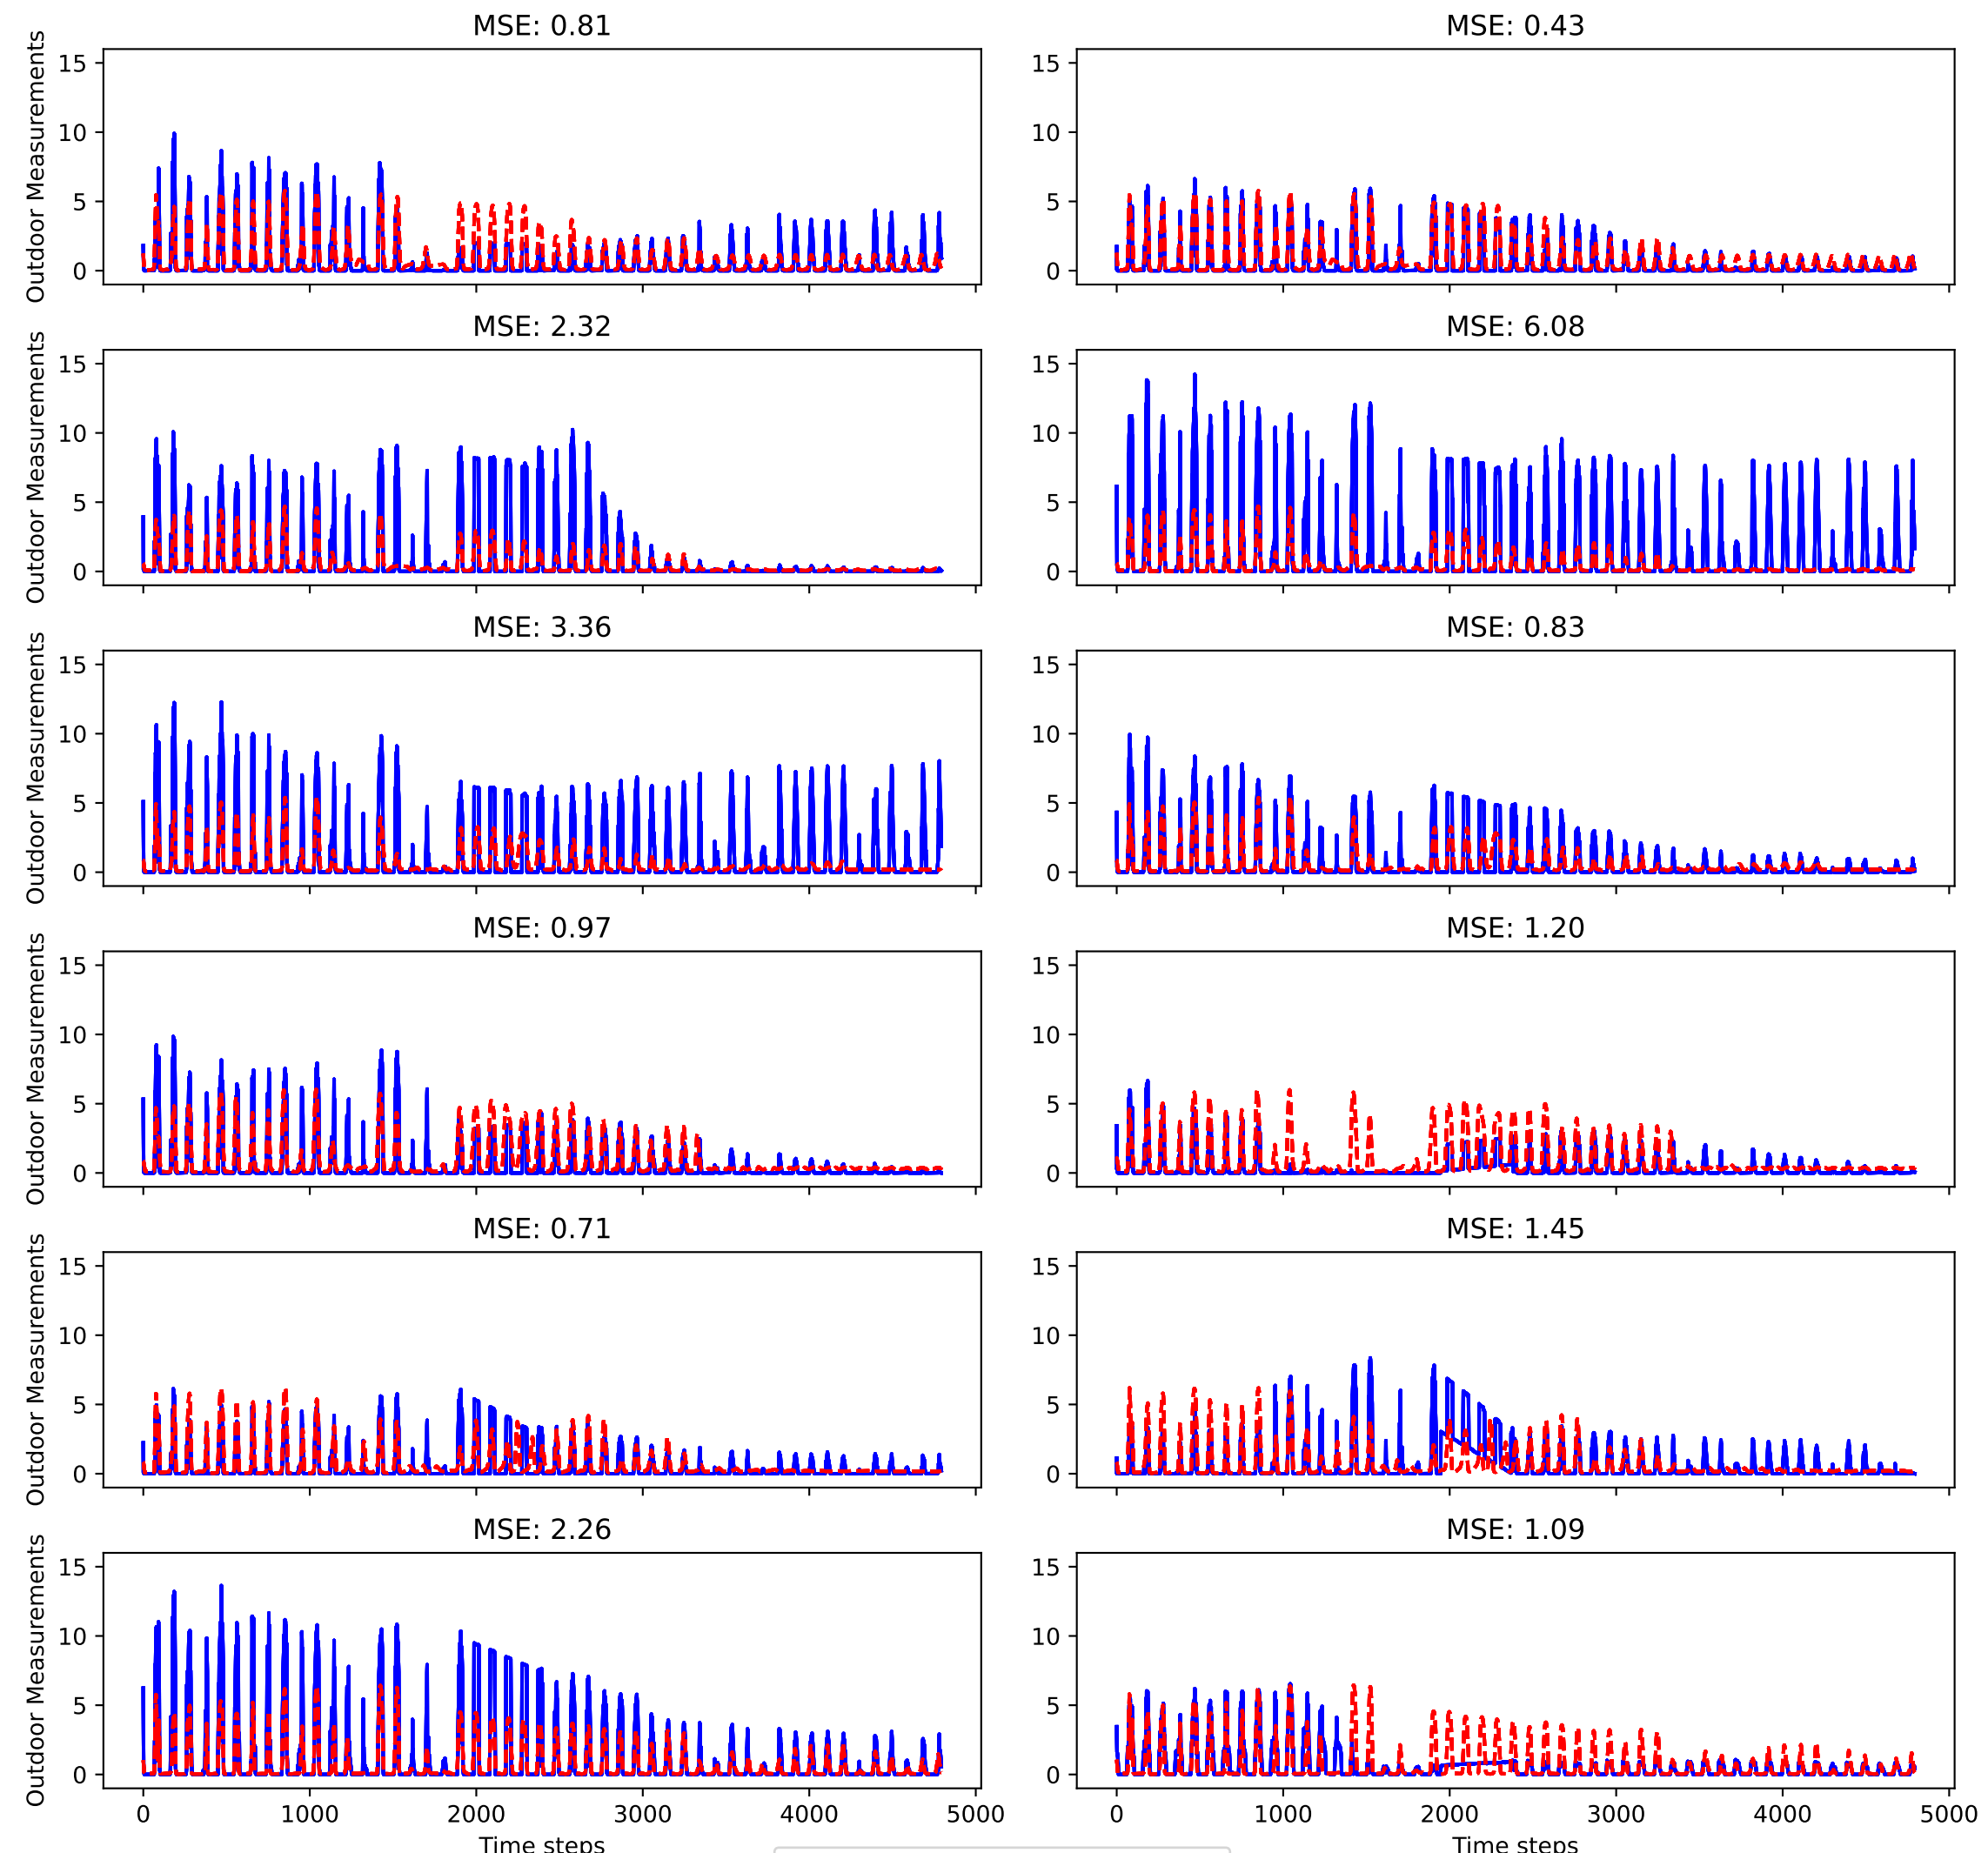 MSE: 0.81
MSE: 0.43
Outdoor Measurements
15
10
5
0
15
10
5
0
MSE: 2.32
MSE: 6.08
Outdoor Measurements
15
10
5
0
15
10
5
0
MSE: 3.36
MSE: 0.83
Outdoor Measurements
15
10
5
0
15
10
5
0
MSE: 0.97
MSE: 1.20
Outdoor Measurements
15
10
5
0
15
10
5
0
MSE: 0.71
MSE: 1.45
Outdoor Measurements
15
10
5
0
15
10
5
0
MSE: 2.26
MSE: 1.09
Outdoor Measurements
15
10
5
0
15
10
5
0
0 1000 2000 3000 4000 5000
0 1000 2000 3000 4000 5000
Time steps
Time steps